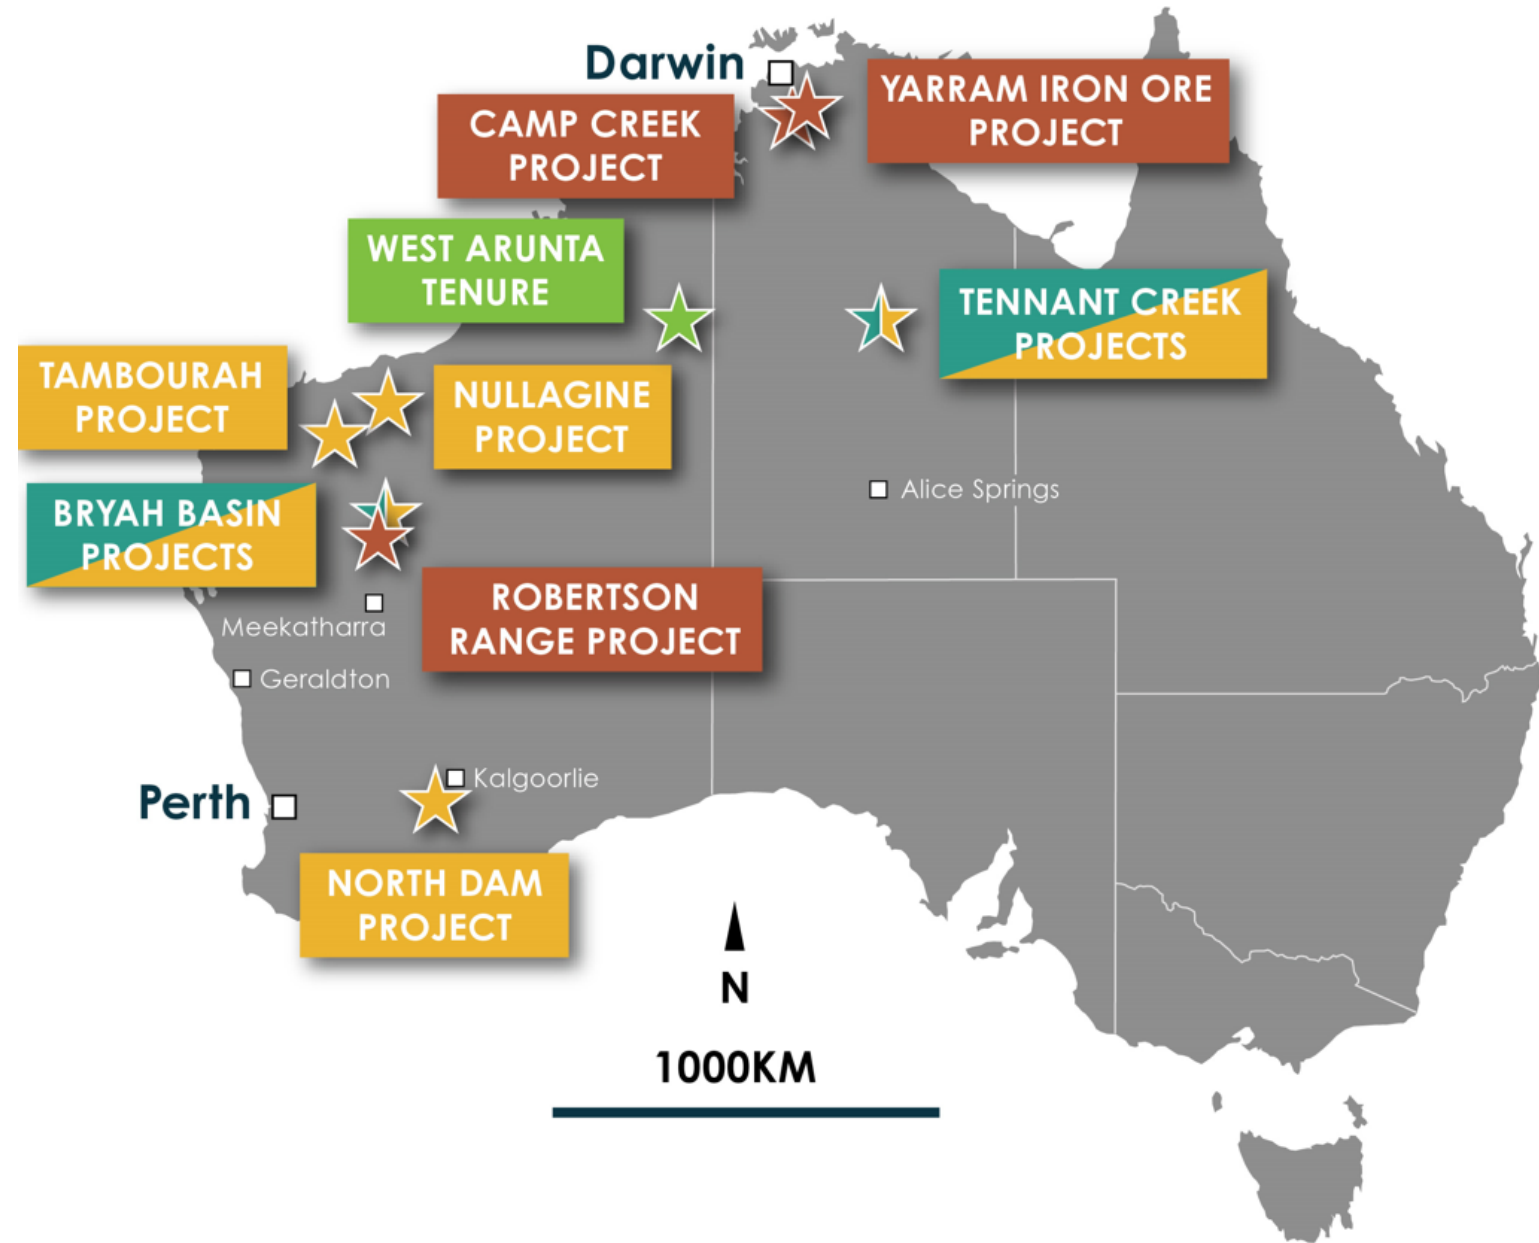 Darwin
YARRAM IRON ORE
PROJECT
CAMP CREEK
PROJECT
WEST ARUNTA
TENURE
TENNANT CREEK
PROJECTS
TAMBOURAH
PROJECT
NULLAGINE
PROJECT
BRYAH BASIN
PROJECTS
Alice Springs
ROBERTSON
RANGE PROJECT
Meekatharra
Geraldton
Perth
Kalgoorlie
NORTH DAM
PROJECT
N
1000KM